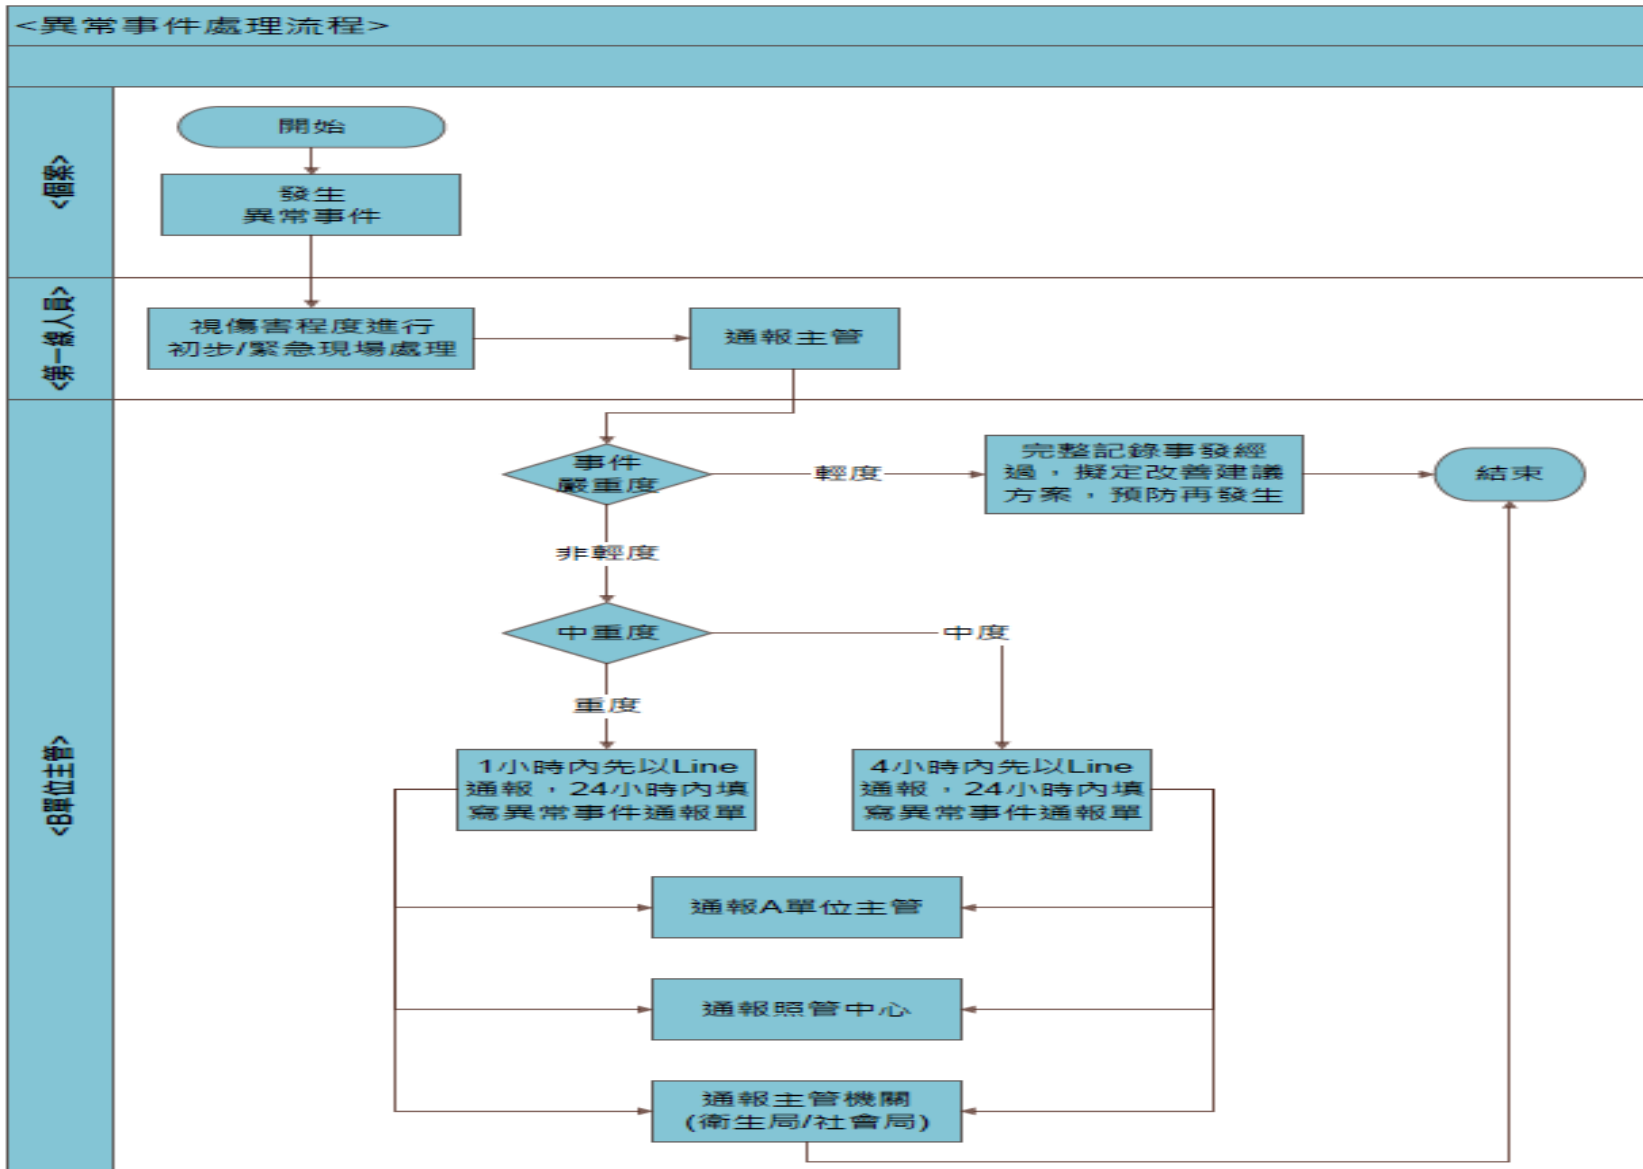 <異常事件處理流程>
<個案>
開始
發生
異常事件
<第一線人員>
視傷害程度進行
初步/緊急現場處理
通報主管
<B單位主管>
事件
嚴重度
輕度
完整記錄事發經
過，擬定改善建議
方案，預防再發生
結束
非輕度
中重度
中度
重度
1小時內先以Line
通報，24小時內填
寫異常事件通報單
4小時內先以Line
通報，24小時內填
寫異常事件通報單
通報A單位主管
通報照管中心
通報主管機關
(衛生局/社會局)